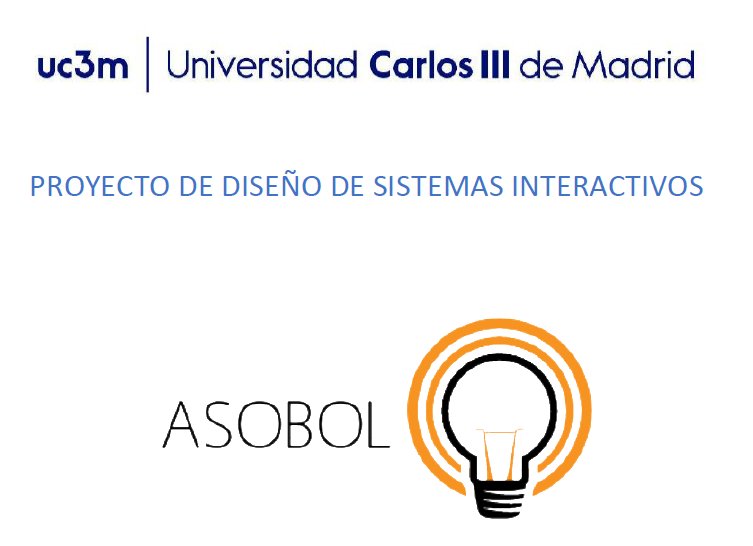 uc3m | Universidad Carlos III de Madrid
PROYECTO DE DISEÑO DE SISTEMAS INTERACTIVOS
ASOBOL